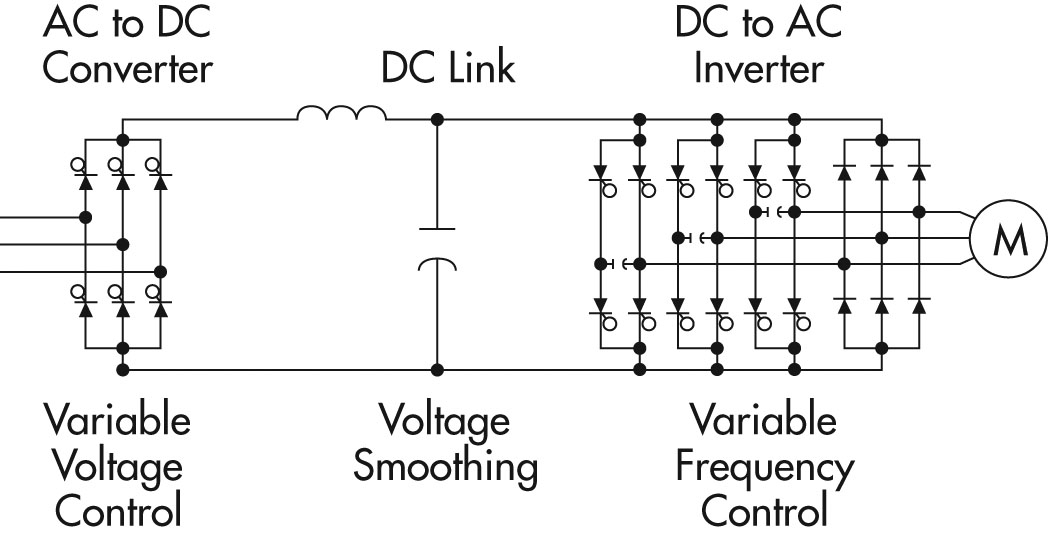 AC to DC
Converter
DC Link
DC to AC
Inverter
M
Variable
Voltage
Control
Voltage
Smoothing
Variable
Frequency
Control